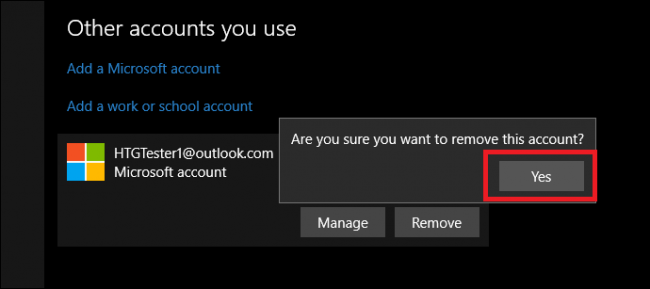 Other accounts you use
Add a Microsoft account
Add a work or school account
Are you sure you want to remove this account?
Yes
HTGTester1@outlook.com
Microsoft account
Manage
Remove